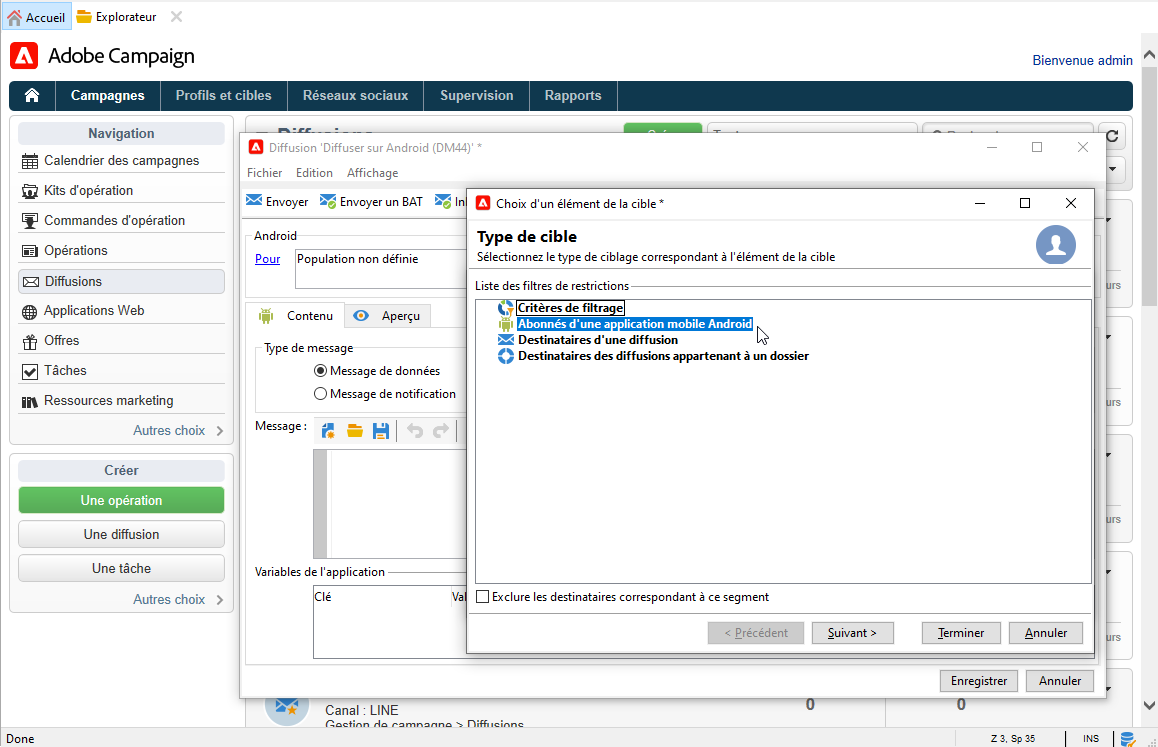 Accueil
Explorateur
Adobe Campaign
Bienvenue admin
Campagnes
Profils et cibles
Réseaux sociaux
Supervision
Rapports
Navigation
Calendrier des campagnes
Kits d'opération
Commandes d'opération
Opérations
Diffusions
Applications Web
Offres
Tâches
Ressources marketing
Autres choix
Créer
Une opération
Une diffusion
Une tâche
Autres choix
Diffusions
Diffusion 'Diffuser sur Android (DM44)' *
Fichier Edition Affichage
Envoyer
Envoyer un BAT
Android
Pour
Population non définie
Contenu
Aperçu
Type de message
Message de données
Message de notification
Message :
Variables de l'application
Clé
Val
Choix d'un élément de la cible *
Type de cible
Sélectionnez le type de ciblage correspondant à l'élément de la cible
Liste des filtres de restrictions
Critères de filtrage
Abonnés d'une application mobile Android
Destinataires d'une diffusion
Destinataires des diffusions appartenant à un dossier
Exclure les destinataires correspondant à ce segment
< Précédent
Suivant >
Terminer
Annuler
Enregistrer
Annuler
urs
urs
urs
urs
Canal : LINE
0
0
Gestion de campagne > Diffusions
Done
Z 3, Sp 35
INS